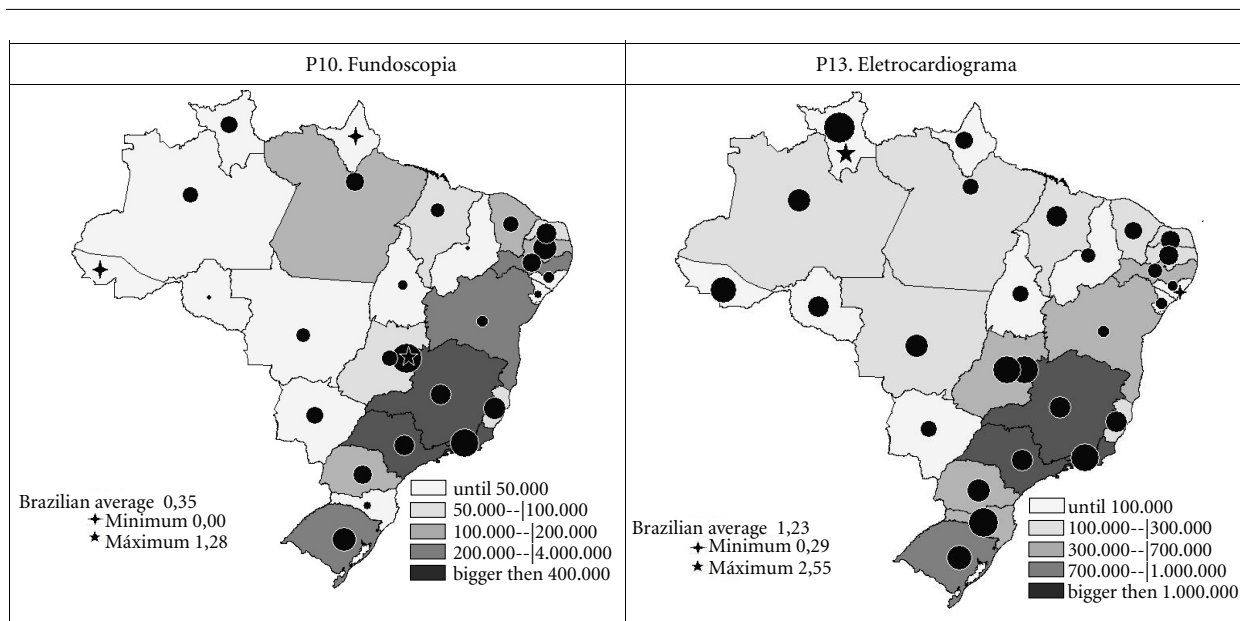 P10. Fundoscopia
Brazilian average 0,35
Minimum 0,00
Máximum 1,28
until 50.000
50.000--|100.000
100.000--|200.000
200.000--|4.000.000
bigger then 400.000
P13. Eletrocardiograma
Brazilian average 1,23
Minimum 0,29
Máximum 2,55
until 100.000
100.000--|300.000
300.000--|700.000
700.000--|1.000.000
bigger then 1.000.000